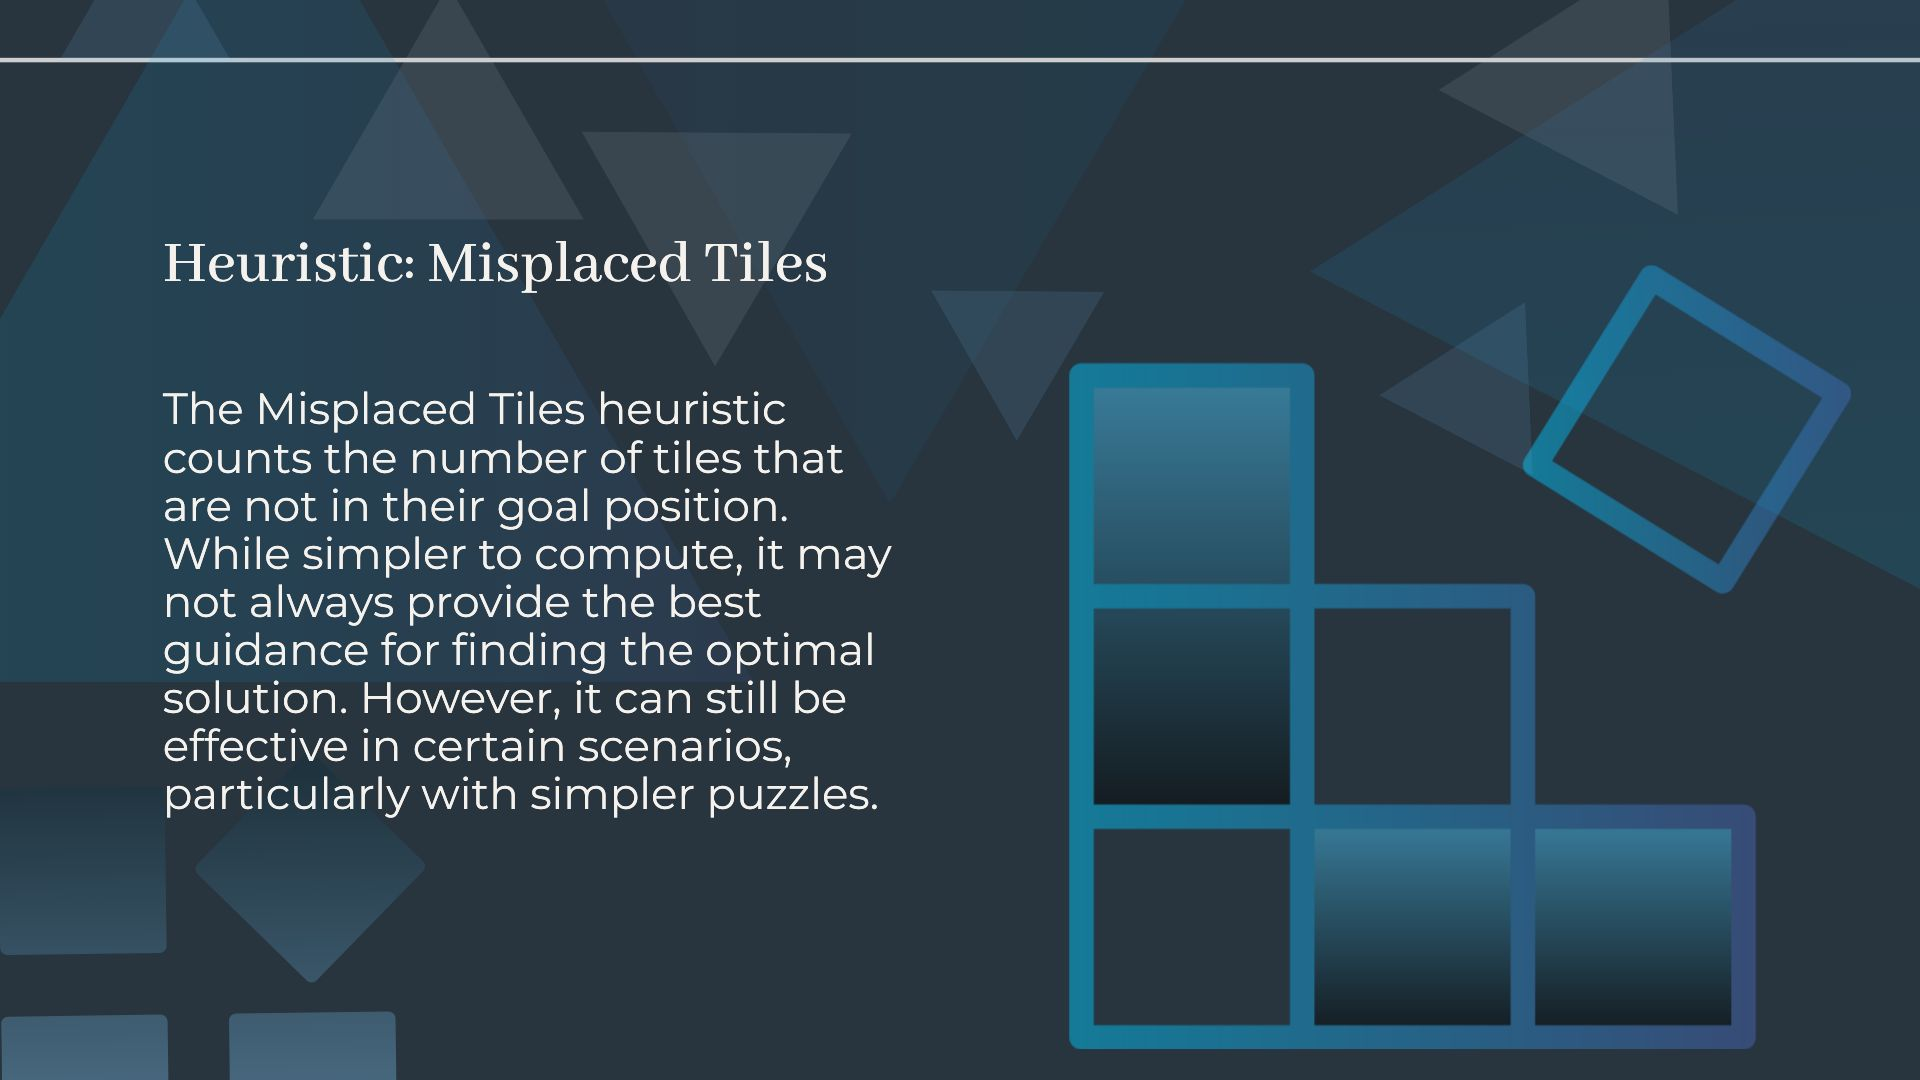 Heuristic: Misplaced Tiles
The Misplaced Tiles heuristic
counts the number of tiles that
are not in their goal position.
While simpler to compute, it may
not always provide the best
guidance for finding the optimal
solution. However, it can still be
effective in certain scenarios,
particularly with simpler puzzles.